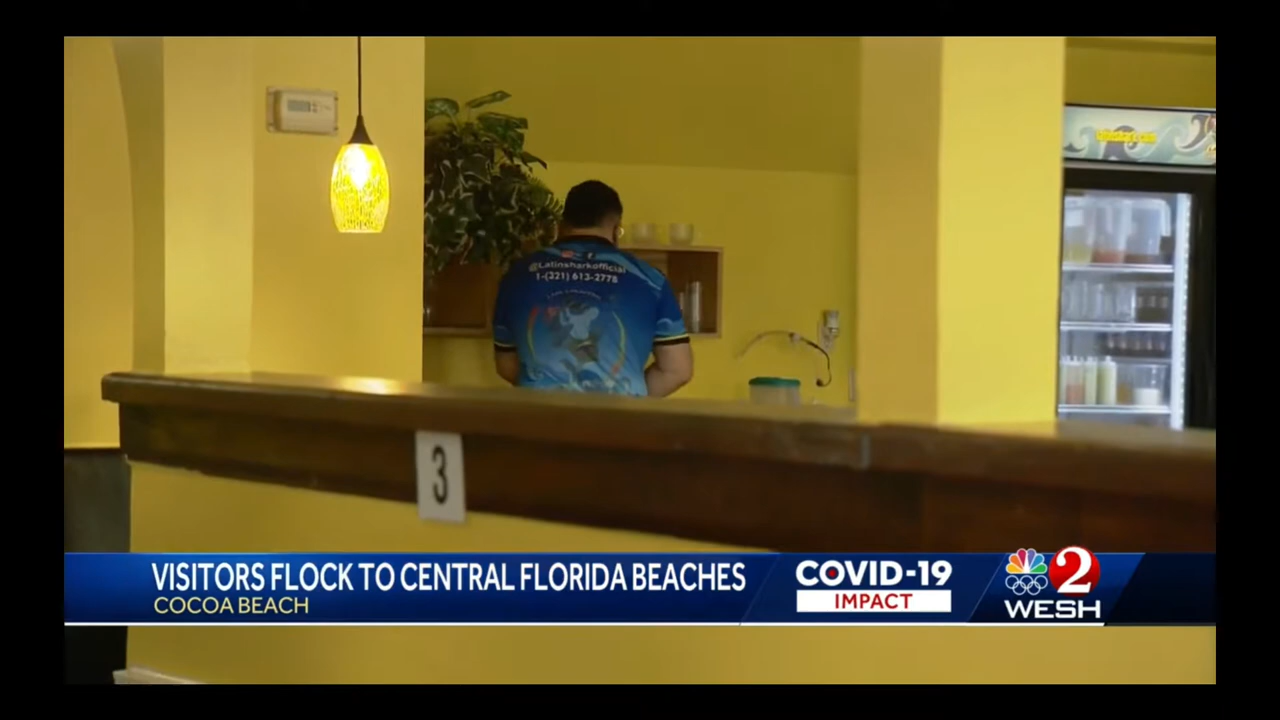 @Latinsharkofficial
1-(321) 613-2778
3
VISITORS FLOCK TO CENTRAL FLORIDA BEACHES
COCOA BEACH
COVID-19
IMPACT
2
WESH